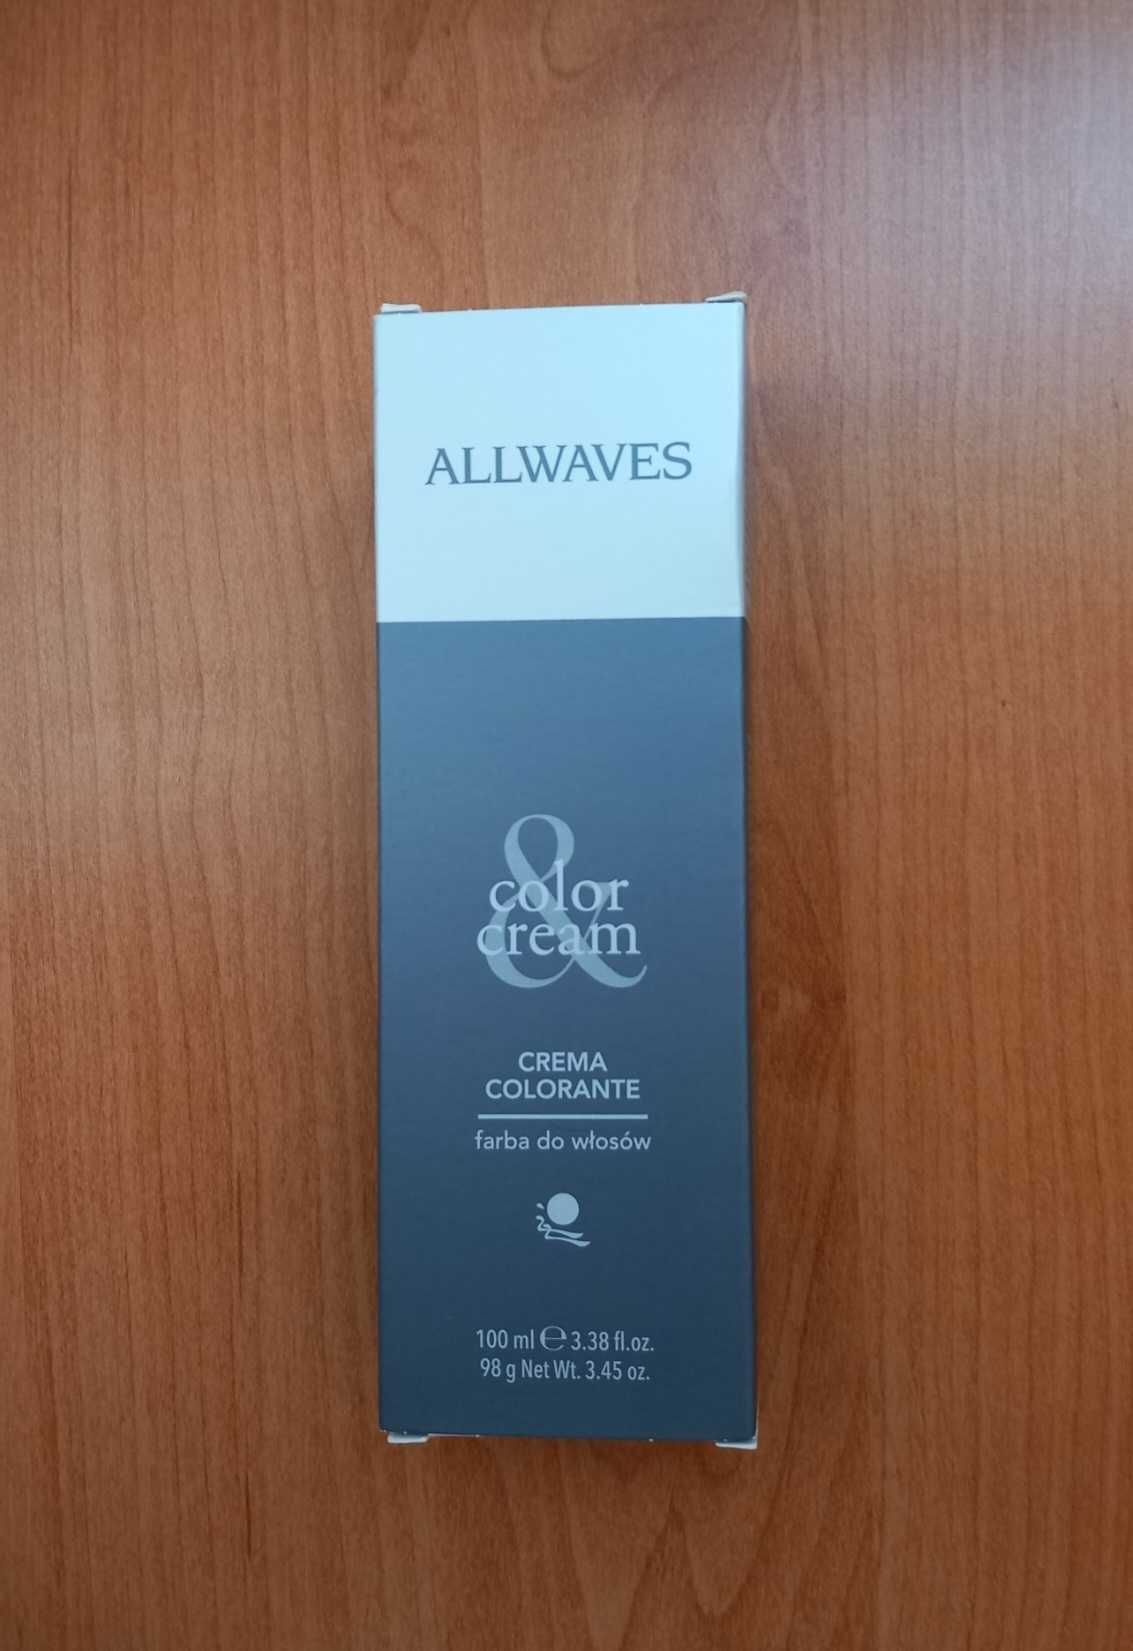 ALLWAVES
&
color
cream
CREMA
COLORANTE
farba do włosów
100 ml ℮ 3.38 fl.oz.
98 g Net Wt. 3.45 oz.